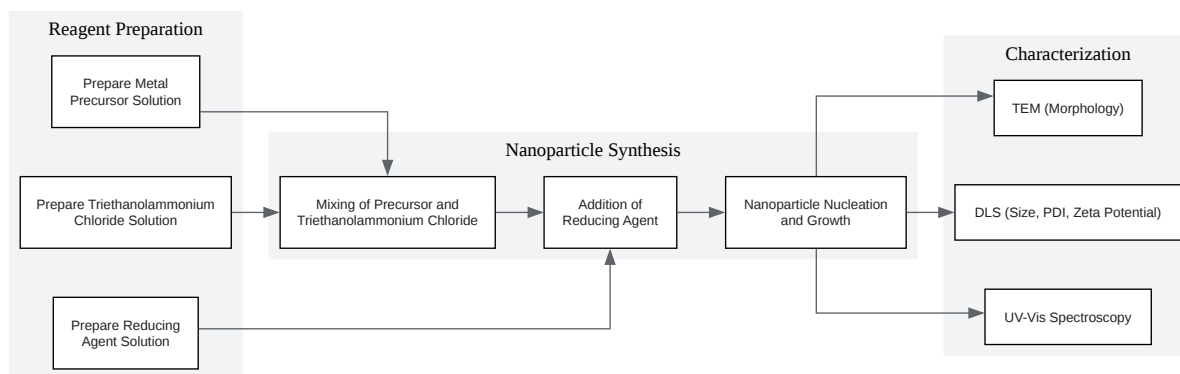 Reagent Preparation
Prepare Metal
Precursor Solution
Prepare Triethanolammonium
Chloride Solution
Prepare Reducing
Agent Solution
Nanoparticle Synthesis
Mixing of Precursor and
Triethanolammonium Chloride
Addition of
Reducing Agent
Nanoparticle Nucleation
and Growth
Characterization
TEM (Morphology)
DLS (Size, PDI, Zeta Potential)
UV-Vis Spectroscopy